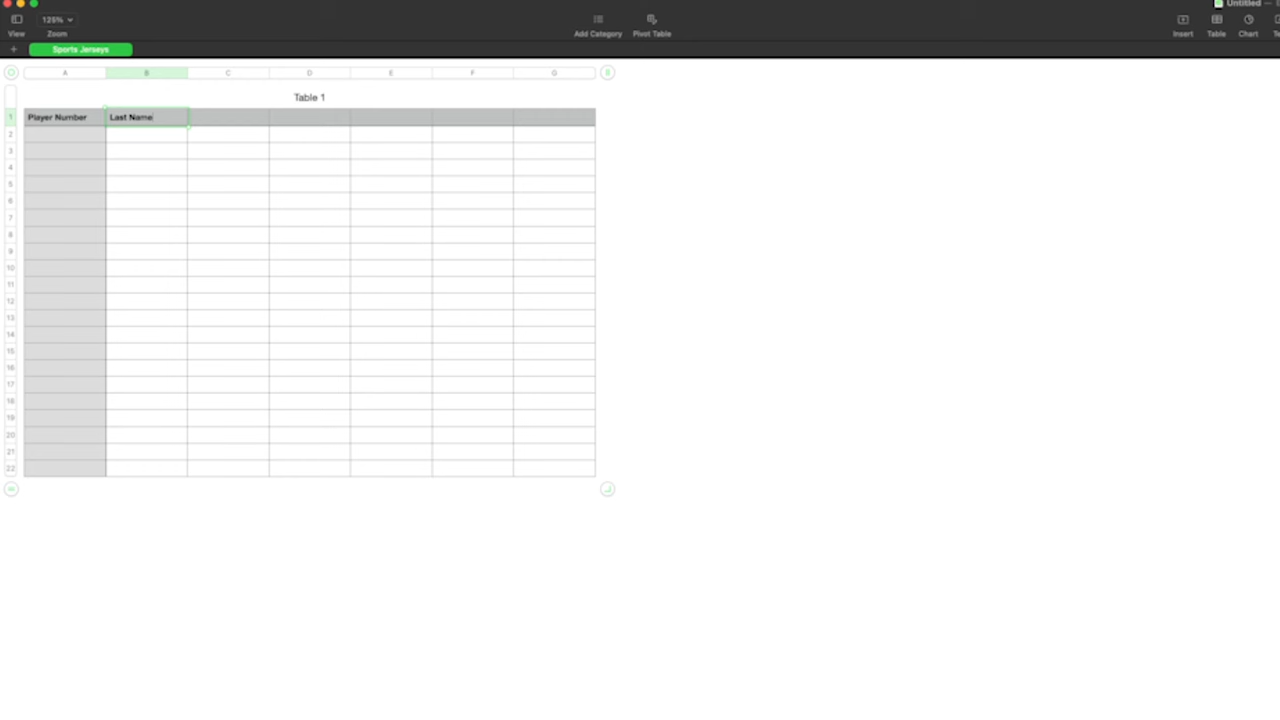 Untitled
125%
View
Zoom
Add Category
Pivot Table
Insert
Table
Chart
+
Sports Jerseys
A
B
C
D
E
F
G
Table 1
1
Player Number
Last Name
2
3
4
5
6
7
8
9
10
11
12
13
14
15
16
17
18
19
20
21
22